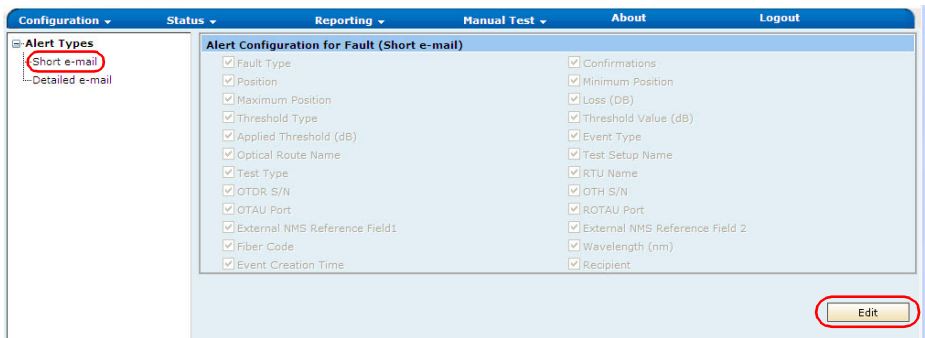 Configuration Status Reporting Manual Test About Logout
Alert Types
Short e-mail
Detailed e-mail
Alert Configuration for Fault (Short e-mail)
Fault Type Confirmations
Position Minimum Position
Maximum Position Loss (DB)
Threshold Type Threshold Value (dB)
Applied Threshold (dB) Event Type
Optical Route Name Test Setup Name
Test Type RTU Name
OTDR S/N OTH S/N
OTAU Port ROTAU Port
External NMS Reference Field1 External NMS Reference Field 2
Fiber Code Wavelength (nm)
Event Creation Time Recipient
Edit